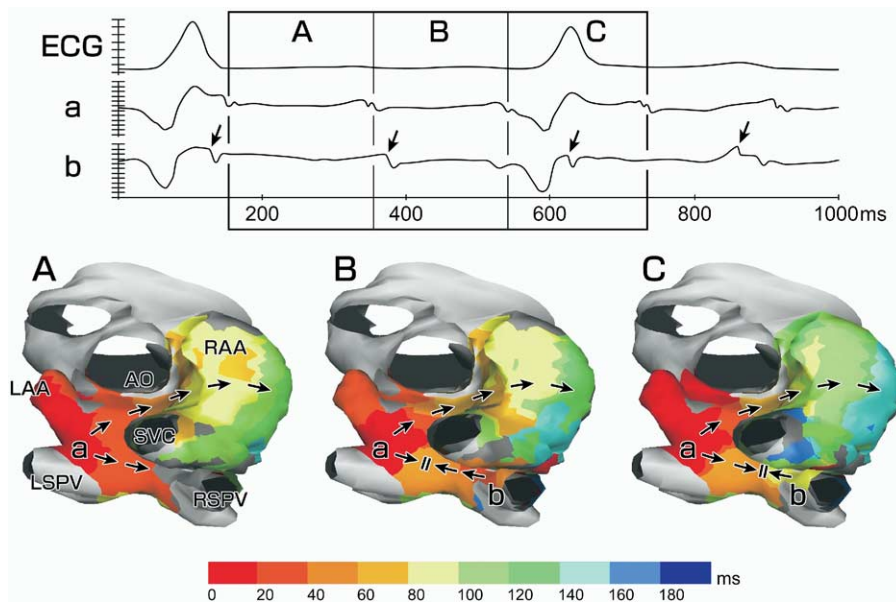 ECG A B C
a
b
200 400 600 800 1000ms
A B C
RAA
LAA AO
SVC
a a a
LSPV RSPV b b
ms
0 20 40 60 80 100 120 140 160 180